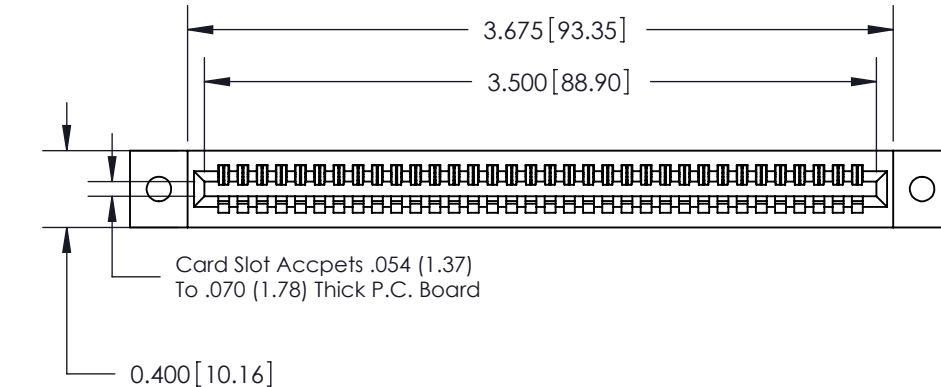 3.675[93.35]
3.500[88.90]
Card Slot Accpets .054 (1.37)
To .070 (1.78) Thick P.C. Board
0.400[10.16]